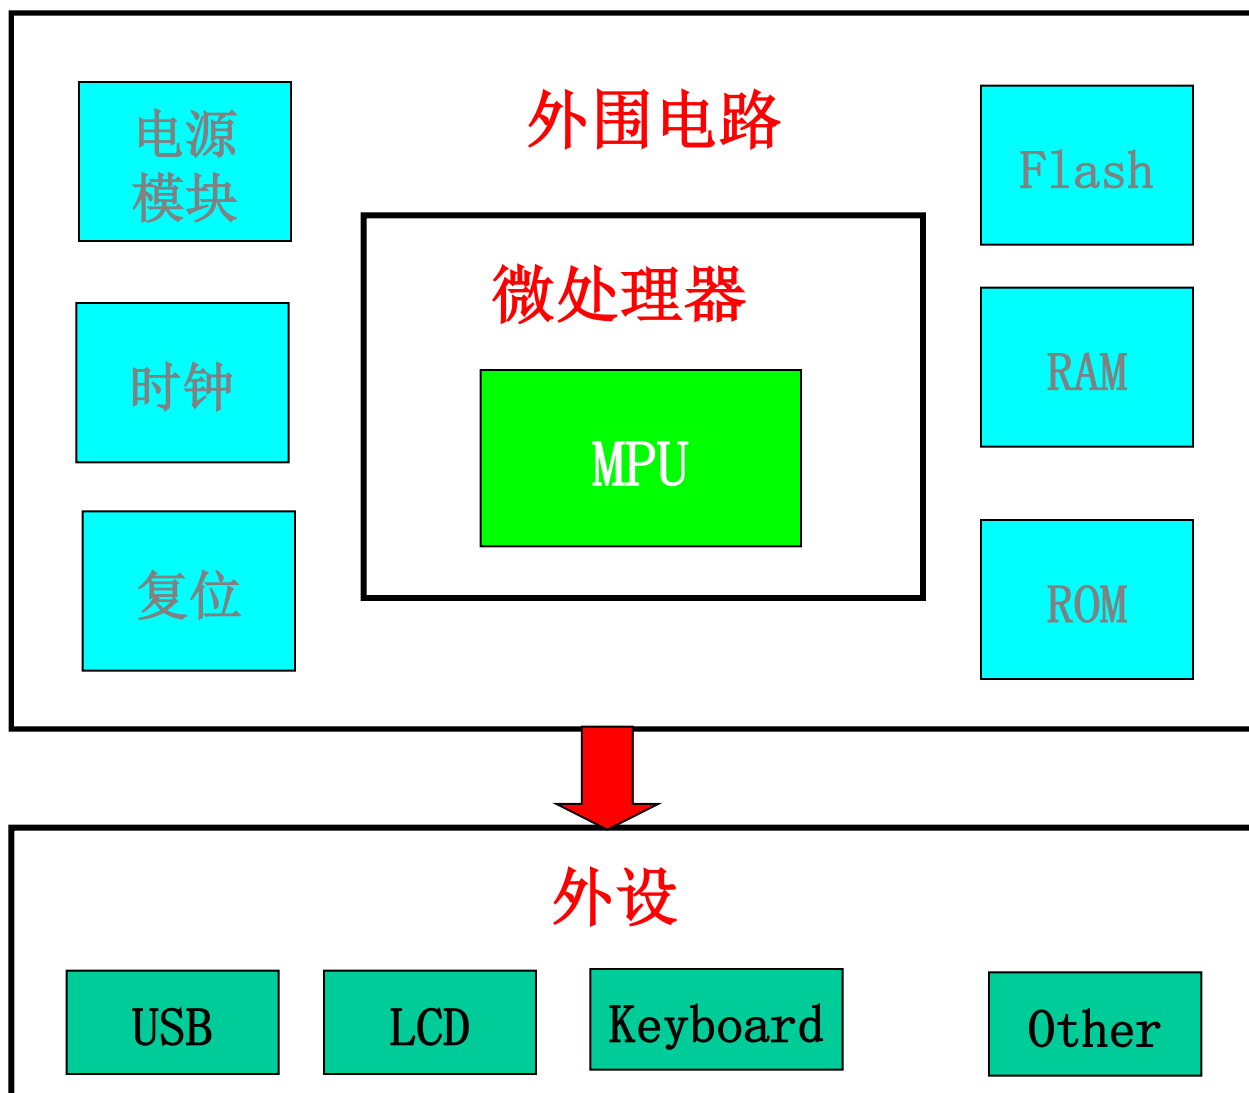 外围电路
电源
模块
Flash
微处理器
时钟
RAM
MPU
复位
ROM
外设
USB
LCD
Keyboard
Other